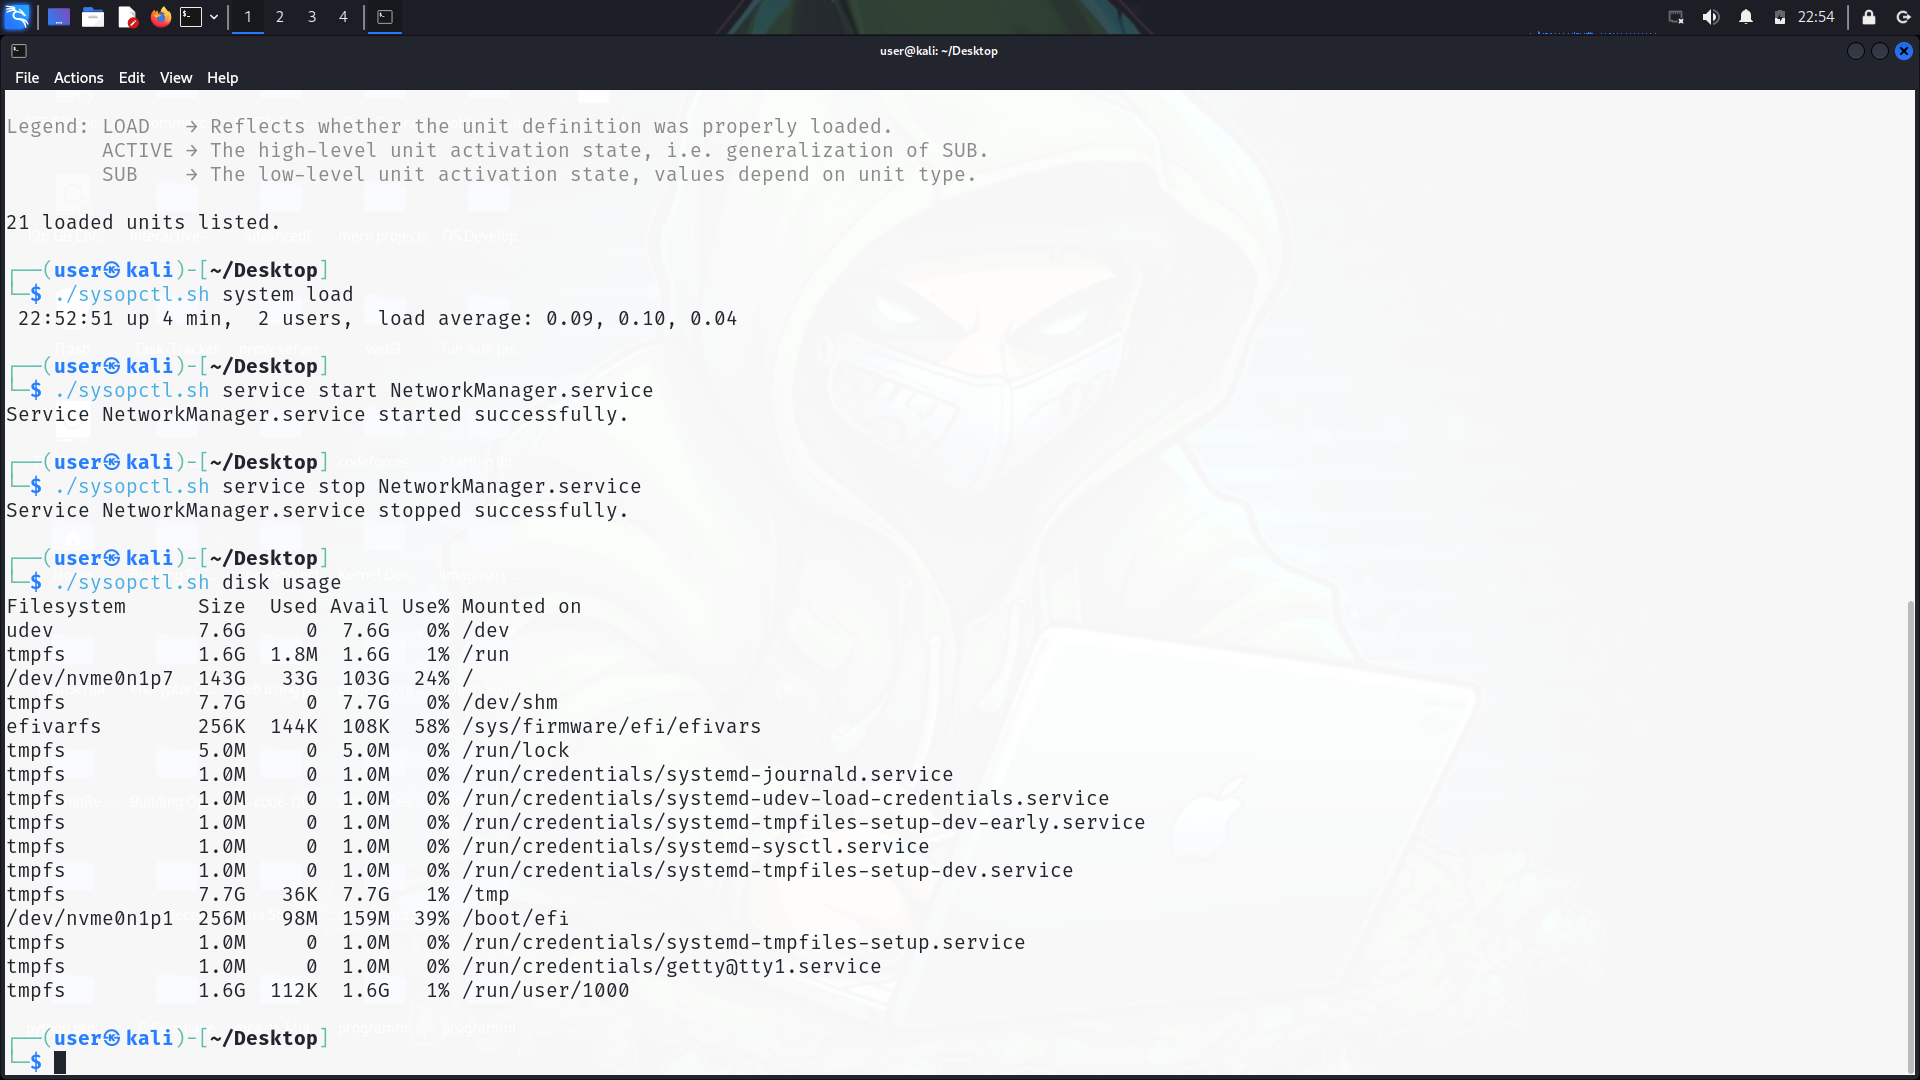 1 2 3 4 22:54
user@kali: ~/Desktop
File Actions Edit View Help
Legend: LOAD → Reflects whether the unit definition was properly loaded.
ACTIVE → The high-level unit activation state, i.e. generalization of SUB.
SUB → The low-level unit activation state, values depend on unit type.
21 loaded units listed.
┌──(user㉿kali)-[~/Desktop]
└─$ ./sysopctl.sh system load
22:52:51 up 4 min, 2 users, load average: 0.09, 0.10, 0.04
┌──(user㉿kali)-[~/Desktop]
└─$ ./sysopctl.sh service start NetworkManager.service
Service NetworkManager.service started successfully.
┌──(user㉿kali)-[~/Desktop]
└─$ ./sysopctl.sh service stop NetworkManager.service
Service NetworkManager.service stopped successfully.
┌──(user㉿kali)-[~/Desktop]
└─$ ./sysopctl.sh disk usage
Filesystem Size Used Avail Use% Mounted on
udev 7.6G 0 7.6G 0% /dev
tmpfs 1.6G 1.8M 1.6G 1% /run
/dev/nvme0n1p7 143G 33G 103G 24% /
tmpfs 7.7G 0 7.7G 0% /dev/shm
efivarfs 256K 144K 108K 58% /sys/firmware/efi/efivars
tmpfs 5.0M 0 5.0M 0% /run/lock
tmpfs 1.0M 0 1.0M 0% /run/credentials/systemd-journald.service
tmpfs 1.0M 0 1.0M 0% /run/credentials/systemd-udev-load-credentials.service
tmpfs 1.0M 0 1.0M 0% /run/credentials/systemd-tmpfiles-setup-dev-early.service
tmpfs 1.0M 0 1.0M 0% /run/credentials/systemd-sysctl.service
tmpfs 1.0M 0 1.0M 0% /run/credentials/systemd-tmpfiles-setup-dev.service
tmpfs 7.7G 36K 7.7G 1% /tmp
/dev/nvme0n1p1 256M 98M 159M 39% /boot/efi
tmpfs 1.0M 0 1.0M 0% /run/credentials/systemd-tmpfiles-setup.service
tmpfs 1.0M 0 1.0M 0% /run/credentials/getty@tty1.service
tmpfs 1.6G 112K 1.6G 1% /run/user/1000
┌──(user㉿kali)-[~/Desktop]
└─$